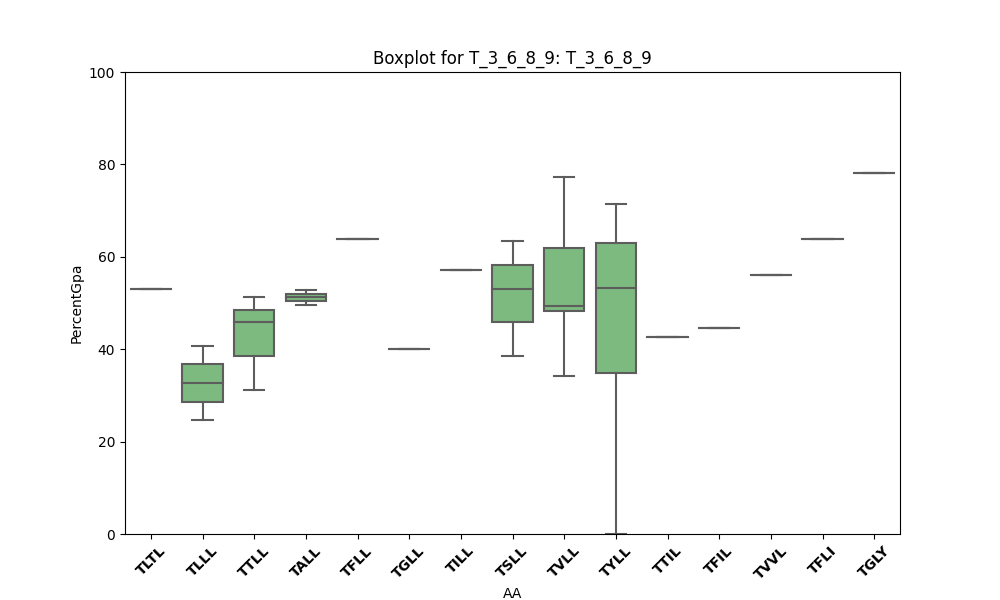 Boxplot for T_3_6_8_9: T_3_6_8_9
PercentGpa
100
80
60
40
20
0
TLTL TLLL TTLL TALL TFLL TGLL TILL TSLL TVLL TYLL TTIL TFIL TVVL TFLI TGLY
AA